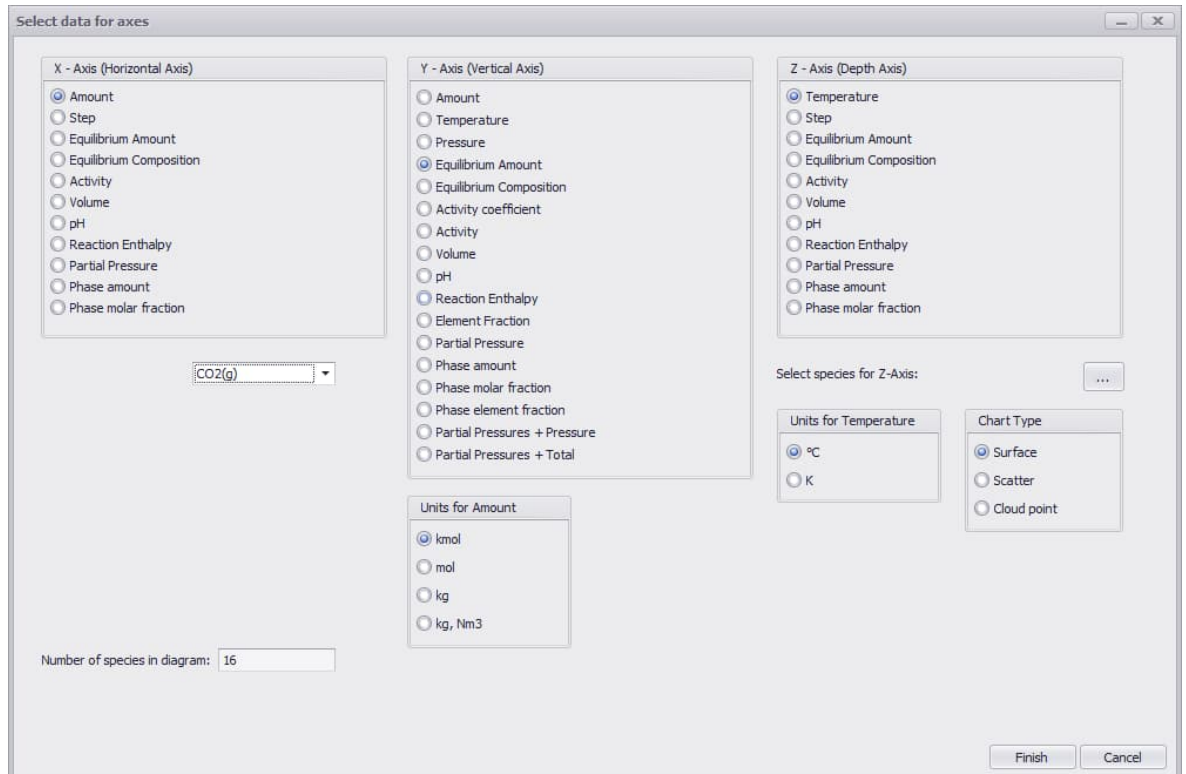 Select data for axes
X - Axis (Horizontal Axis)
Amount
Step
Equilibrium Amount
Equilibrium Composition
Activity
Volume
pH
Reaction Enthalpy
Partial Pressure
Phase amount
Phase molar fraction
CO2(g)
Y - Axis (Vertical Axis)
Amount
Temperature
Pressure
Equilibrium Amount
Equilibrium Composition
Activity coefficient
Activity
Volume
pH
Reaction Enthalpy
Element Fraction
Partial Pressure
Phase amount
Phase molar fraction
Phase element fraction
Partial Pressures + Pressure
Partial Pressures + Total
Units for Amount
kmol
mol
kg
kg, Nm3
Z - Axis (Depth Axis)
Temperature
Step
Equilibrium Amount
Equilibrium Composition
Activity
Volume
pH
Reaction Enthalpy
Partial Pressure
Phase amount
Phase molar fraction
Select species for Z-Axis: ...
Units for Temperature
°C
K
Chart Type
Surface
Scatter
Cloud point
Number of species in diagram: 16
Finish Cancel